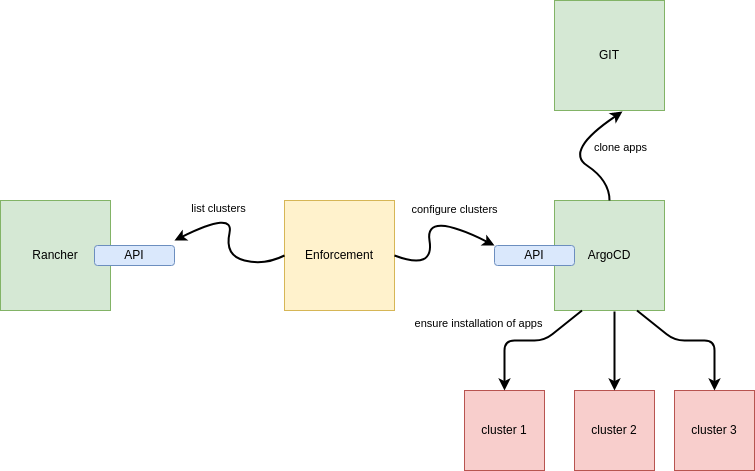 GIT
clone apps
list clusters
configure clusters
Rancher
API
Enforcement
API
ArgoCD
ensure installation of apps
cluster 1
cluster 2
cluster 3